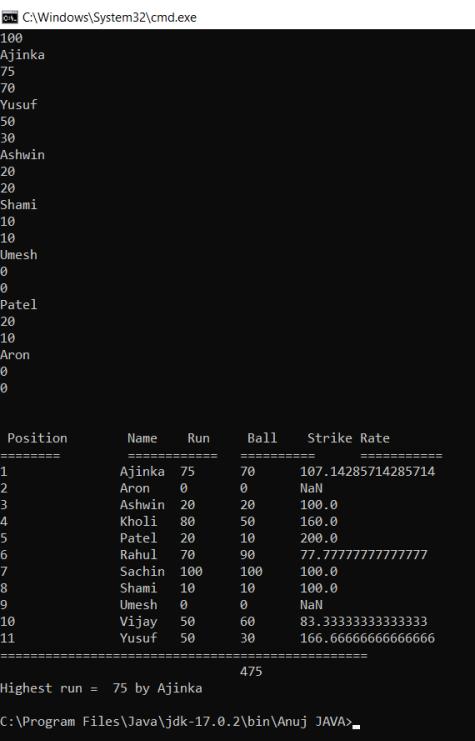 C:\Windows\System32\cmd.exe
100
Ajinka
75
70
Yusuf
50
30
Ashwin
20
20
Shami
10
10
Umesh
0
0
Patel
20
10
Aron
0
0
Position Name Run Ball Strike Rate
======== ============ ========== ===========
1 Ajinka 75 70 107.14285714285714
2 Aron 0 0 NaN
3 Ashwin 20 20 100.0
4 Kholi 80 50 160.0
5 Patel 20 10 200.0
6 Rahul 70 90 77.77777777777777
7 Sachin 100 100 100.0
8 Shami 10 10 100.0
9 Umesh 0 0 NaN
10 Vijay 50 60 83.33333333333333
11 Yusuf 50 30 166.66666666666666
=================================================
475
Highest run =  75 by Ajinka
C:\Program Files\Java\jdk-17.0.2\bin\Anuj JAVA>